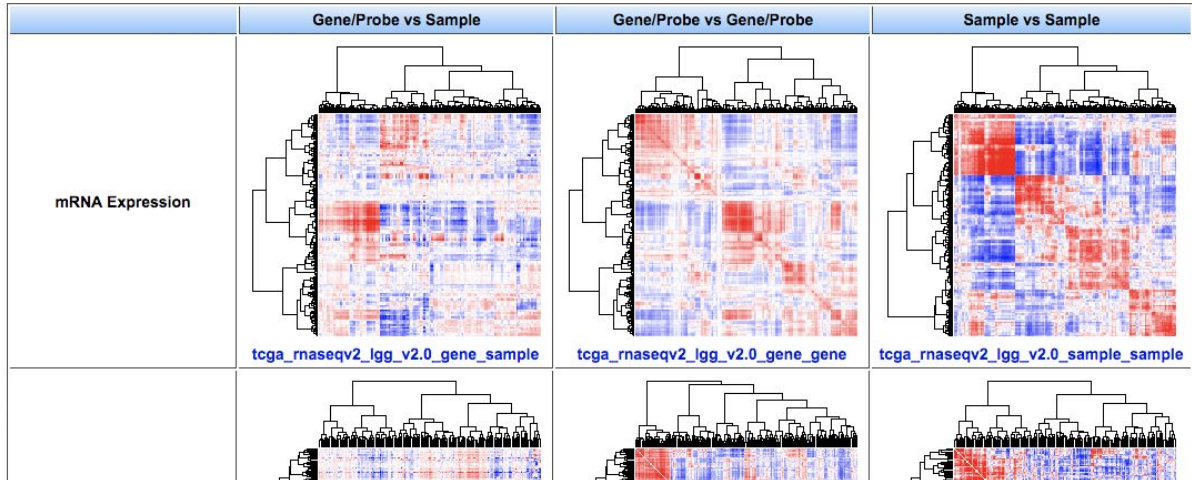 Gene/Probe vs Sample
Gene/Probe vs Gene/Probe
Sample vs Sample
mRNA Expression
tcga_rnaseqv2_lgg_v2.0_gene_sample
tcga_rnaseqv2_lgg_v2.0_gene_gene
tcga_rnaseqv2_lgg_v2.0_sample_sample